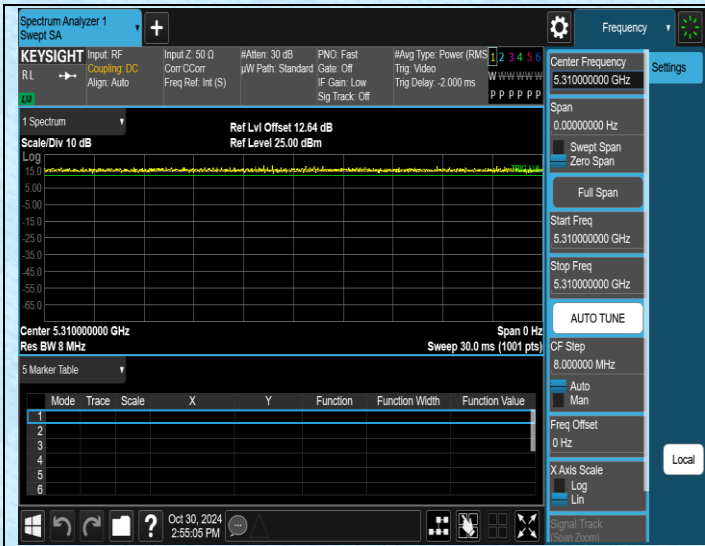 Spectrum Analyzer 1
Swept SA
Frequency
KEYSIGHT
RL
LXI
Input: RF
Coupling: DC
Align: Auto
Input Z: 50 Ω
Corr CCorr
Freq Ref: Int (S)
#Atten: 30 dB
µW Path: Standard
PNO: Fast
Gate: Off
IF Gain: Low
Sig Track: Off
#Avg Type: Power (RMS
Trig: Video
Trig Delay: -2.000 ms
1 2 3 4 5 6
W W W W W W
P P P P P P
Center Frequency
5.310000000 GHz
Settings
Span
0.00000000 Hz
Swept Span
Zero Span
Full Span
Start Freq
5.310000000 GHz
Stop Freq
5.310000000 GHz
AUTO TUNE
CF Step
8.000000 MHz
Auto
Man
Freq Offset
0 Hz
X Axis Scale
Log
Lin
Signal Track
(Span Zoom)
Local
1 Spectrum
Scale/Div 10 dB
Ref Lvl Offset 12.64 dB
Ref Level 25.00 dBm
Log
15.0
TRIG LVL
5.00
-5.00
-15.0
-25.0
-35.0
-45.0
-55.0
-65.0
Center 5.310000000 GHz
Span 0 Hz
Res BW 8 MHz
Sweep 30.0 ms (1001 pts)
5 Marker Table
Mode Trace Scale X Y Function Function Width Function Value
1
2
3
4
5
6
?
Oct 30, 2024
2:55:05 PM